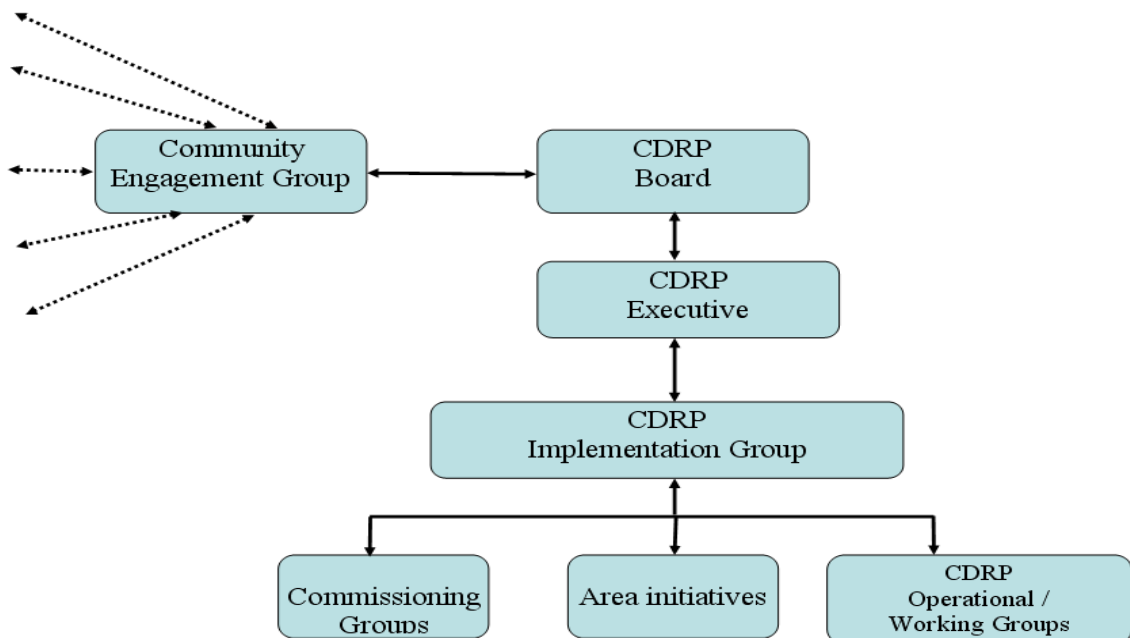 Community
Engagement Group
CDRP
Board
CDRP
Executive
CDRP
Implementation Group
Commissioning
Groups
Area initiatives
CDRP
Operational /
Working Groups